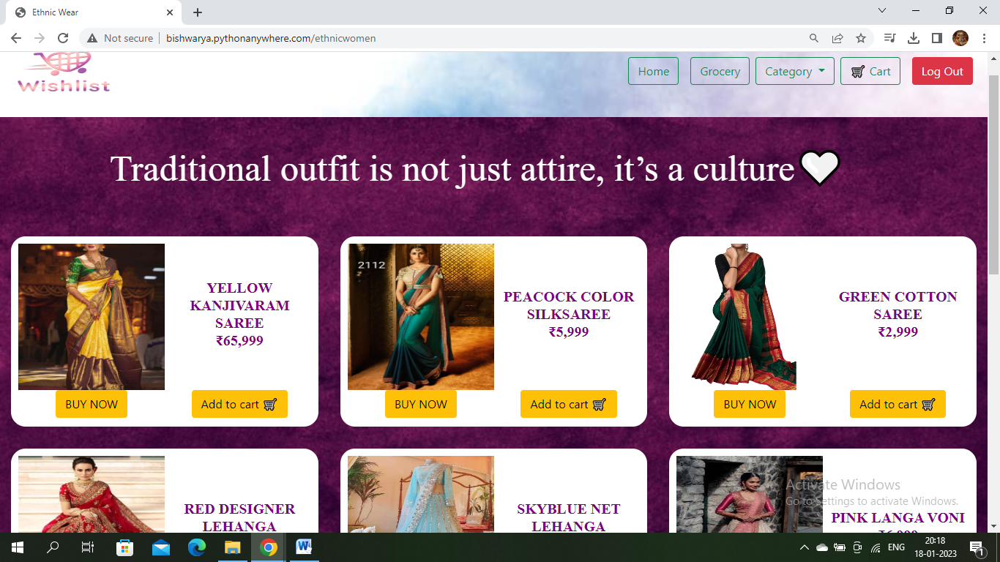 Ethnic Wear
Not secure
bishwarya.pythonanywhere.com/ethnicwomen
Wishlist
Home
Grocery
Category
Cart
Log Out
Traditional outfit is not just attire, it’s a culture
YELLOW
KANJIVARAM
SAREE
₹65,999
BUY NOW
Add to cart
2112
PEACOCK COLOR
SILKSAREE
₹5,999
BUY NOW
Add to cart
GREEN COTTON
SAREE
₹2,999
BUY NOW
Add to cart
RED DESIGNER
LEHANGA
SKYBLUE NET
LEHANGA
PINK LANGA VONI
Activate Windows
Go to Settings to activate Windows.
ENG
20:18
18-01-2023
1